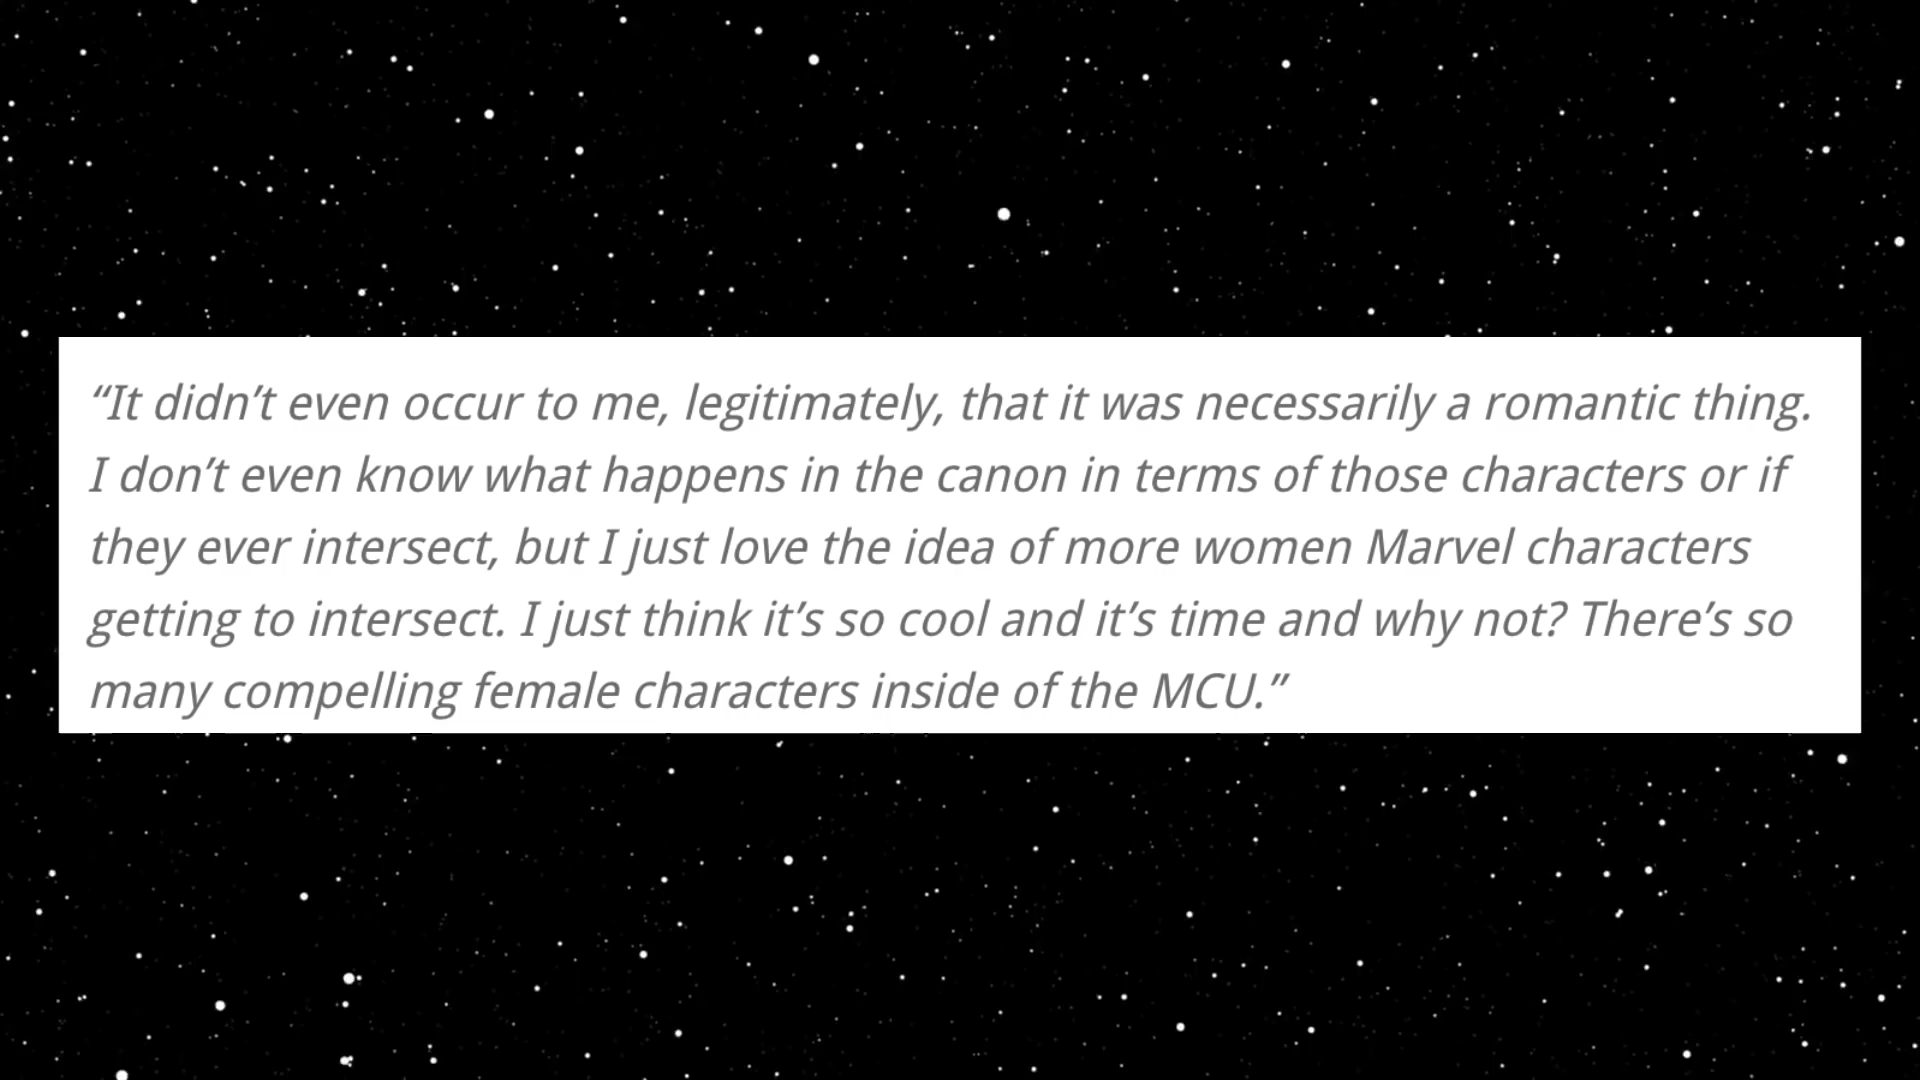 “It didn’t even occur to me, legitimately, that it was necessarily a romantic thing.
I don’t even know what happens in the canon in terms of those characters or if
they ever intersect, but I just love the idea of more women Marvel characters
getting to intersect. I just think it’s so cool and it’s time and why not? There’s so
many compelling female characters inside of the MCU.”